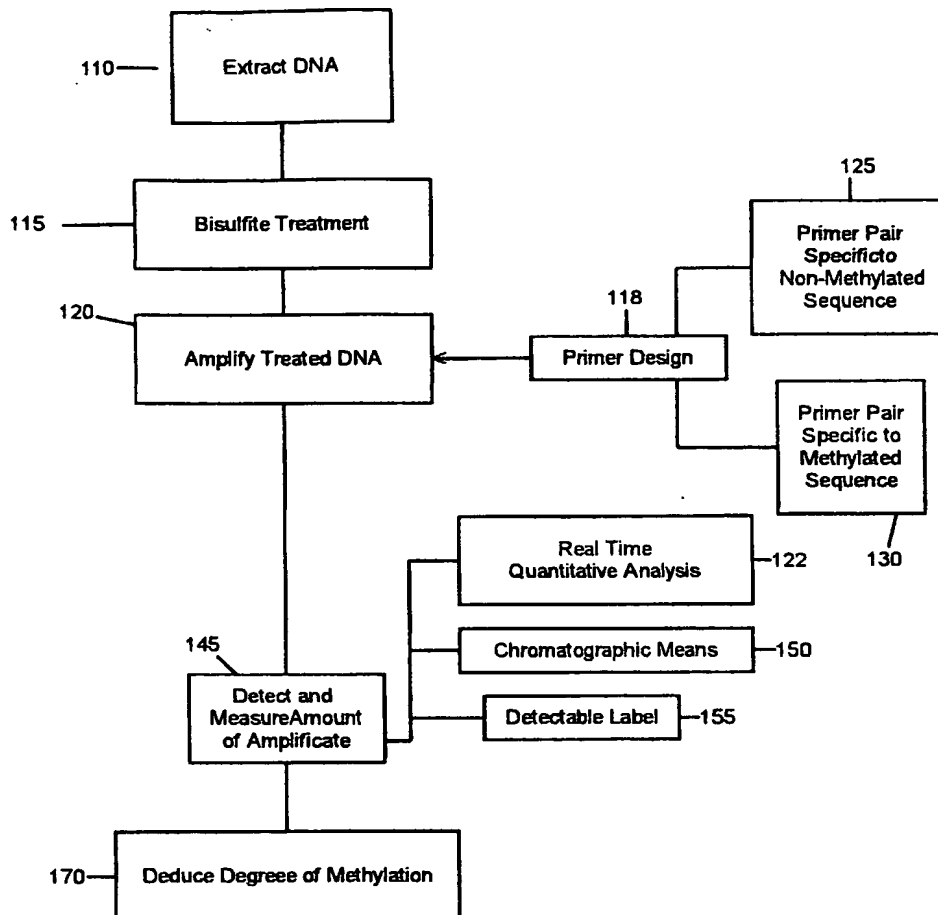 110
Extract DNA
115
Bisulfite Treatment
125
Primer Pair
Specificto
Non-Methylated
Sequence
120
Amplify Treated DNA
118
Primer Design
Primer Pair
Specific to
Methylated
Sequence
130
Real Time
Quantitative Analysis
122
145
Chromatographic Means
150
Detect and
MeasureAmount
of Amplificate
Detectable Label
155
170
Deduce Degreee of Methylation